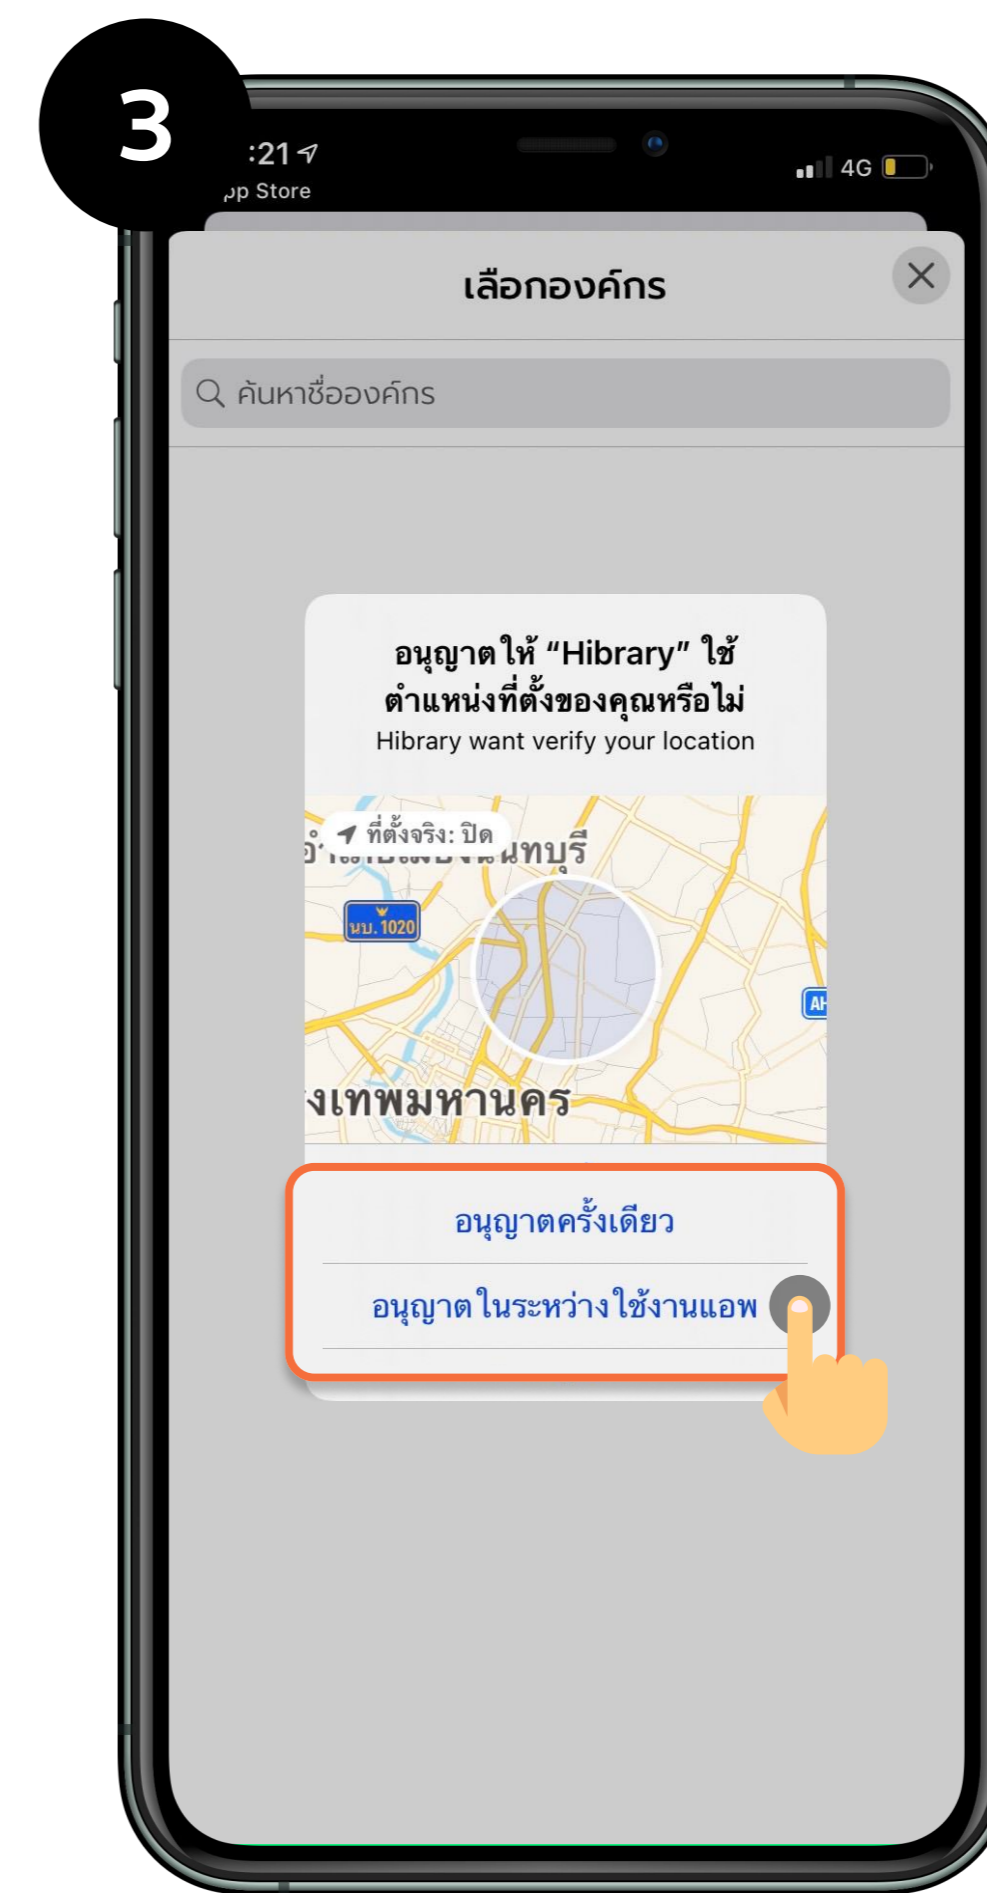 3
:21
pp Store
4G
เลือกองค์กร
ค้นหาชื่อองค์กร
อนุญาตให้ “Hibrary” ใช้
ตำแหน่งที่ตั้งของคุณหรือไม่
Hibrary want verify your location
ที่ตั้งจริง: ปิด
นทบุรี
นบ.1020
AH
งเทพมหานคร
อนุญาตครั้งเดียว
อนุญาตในระหว่างใช้งานแอพ